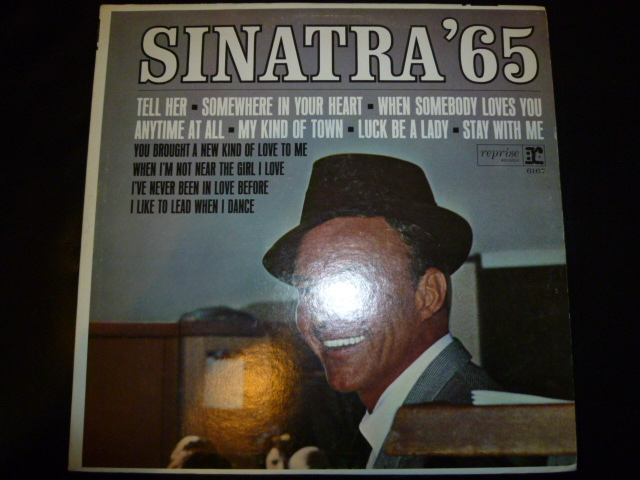 SINATRA '65
TELL HER ▪ SOMEWHERE IN YOUR HEART ▪ WHEN SOMEBODY LOVES YOU
ANYTIME AT ALL ▪ MY KIND OF TOWN ▪ LUCK BE A LADY ▪ STAY WITH ME
YOU BROUGHT A NEW KIND OF LOVE TO ME
WHEN I'M NOT NEAR THE GIRL I LOVE
I'VE NEVER BEEN IN LOVE BEFORE
I LIKE TO LEAD WHEN I DANCE
reprise
RECORDS
r
6167